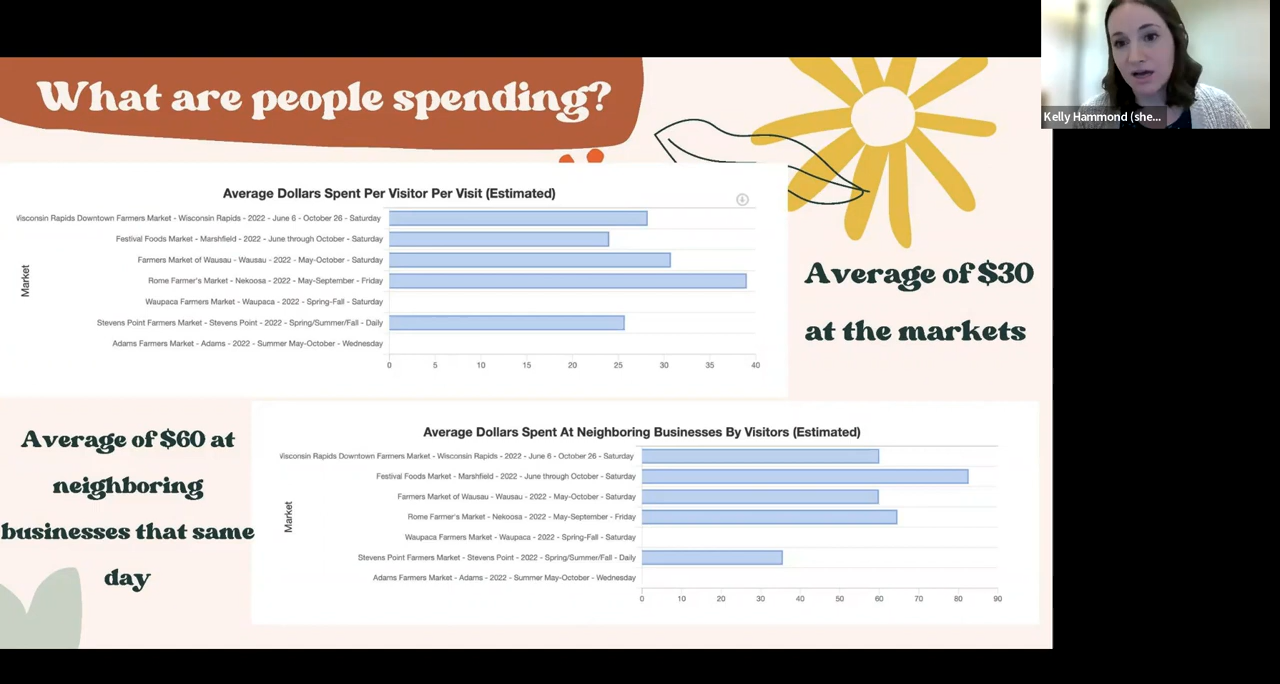 What are people spending?
Kelly Hammond (she...
Average Dollars Spent Per Visitor Per Visit (Estimated)
Market
Wisconsin Rapids Downtown Farmers Market - Wisconsin Rapids - 2022 - June 6 - October 26 - Saturday
Festival Foods Market - Marshfield - 2022 - June through October - Saturday
Farmers Market of Wausau - Wausau - 2022 - May-October - Saturday
Rome Farmer's Market - Nekoosa - 2022 - May-September - Friday
Waupaca Farmers Market - Waupaca - 2022 - Spring-Fall - Saturday
Stevens Point Farmers Market - Stevens Point - 2022 - Spring/Summer/Fall - Daily
Adams Farmers Market - Adams - 2022 - Summer May-October - Wednesday
0 5 10 15 20 25 30 35 40
Average of $30
at the markets
Average of $60 at
neighboring
businesses that same
day
Average Dollars Spent At Neighboring Businesses By Visitors (Estimated)
Market
Wisconsin Rapids Downtown Farmers Market - Wisconsin Rapids - 2022 - June 6 - October 26 - Saturday
Festival Foods Market - Marshfield - 2022 - June through October - Saturday
Farmers Market of Wausau - Wausau - 2022 - May-October - Saturday
Rome Farmer's Market - Nekoosa - 2022 - May-September - Friday
Waupaca Farmers Market - Waupaca - 2022 - Spring-Fall - Saturday
Stevens Point Farmers Market - Stevens Point - 2022 - Spring/Summer/Fall - Daily
Adams Farmers Market - Adams - 2022 - Summer May-October - Wednesday
0 10 20 30 40 50 60 70 80 90